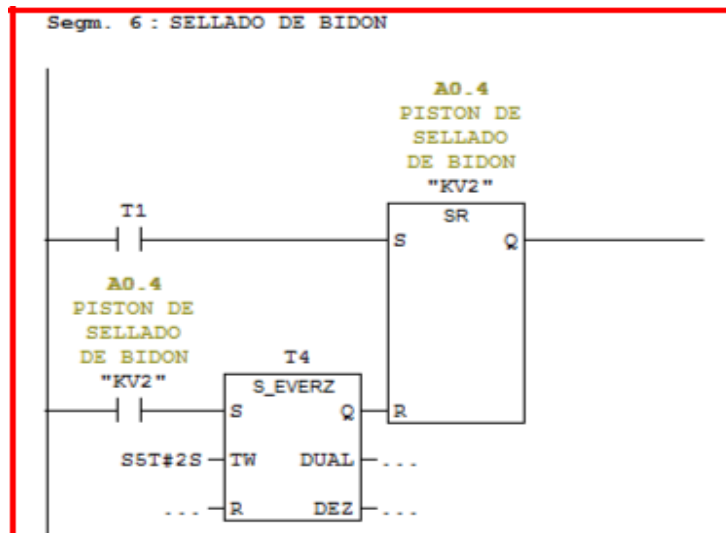 Segm. 6 : SELLADO DE BIDON
A0.4
PISTON DE
SELLADO
DE BIDON
"KV2"
SR
T1
S Q
A0.4
PISTON DE
SELLADO
DE BIDON
"KV2"
T4
S_EVERZ
S Q R
S5T#2S TW DUAL ...
... R DEZ ...